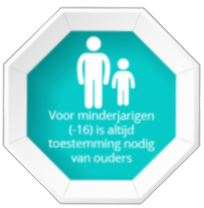 Voor minderjarigen
(-16) is altijd
toestemming nodig
van ouders